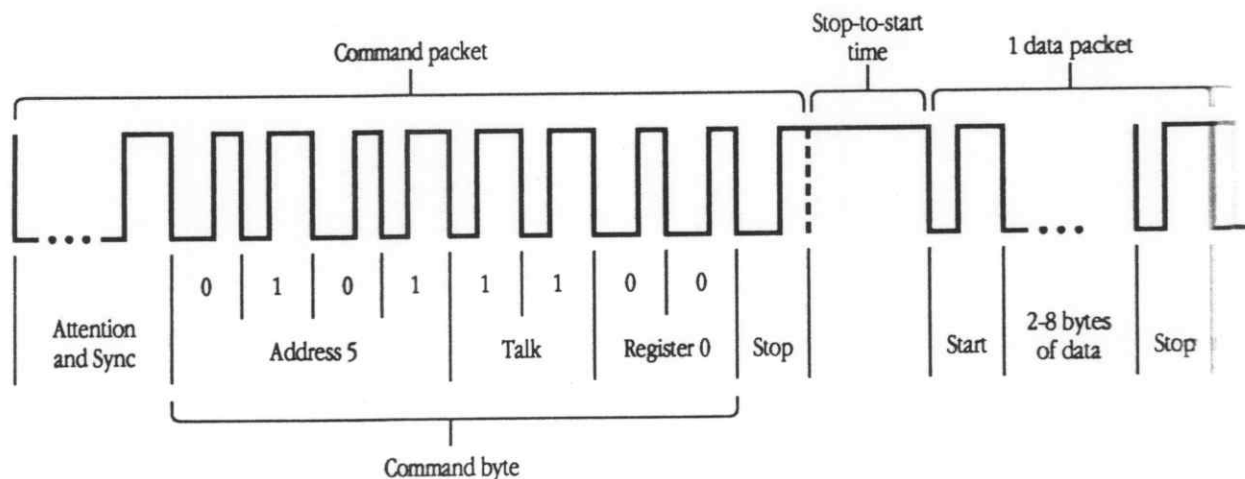 Stop-to-start
time
Command packet
1 data packet
0 1 0 1 1 1 0 0
Attention
and Sync
Address 5
Talk
Register 0
Stop
Start
2-8 bytes
of data
Stop
Command byte